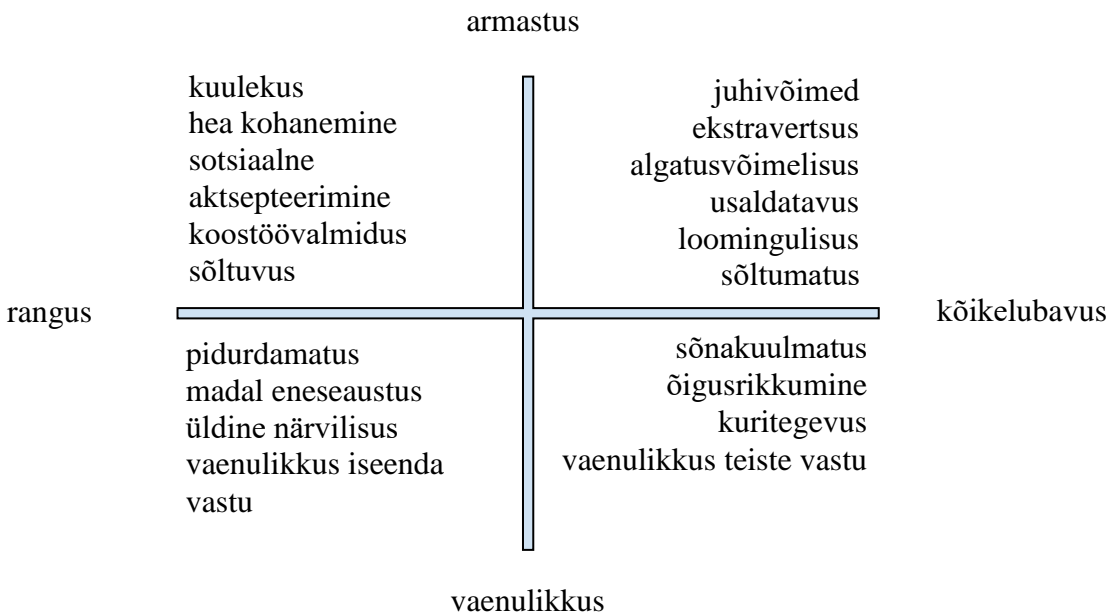 armastus
kuulekus
hea kohanemine
sotsiaalne
aktsepteerimine
koostöövalmidus
sõltuvus
juhivõimed
ekstravertsus
algatusvõimelisus
usaldatavus
loomingulisus
sõltumatus
rangus
kõikelubavus
pidurdamatus
madal eneseaustus
üldine närvilisus
vaenulikkus iseenda
vastu
sõnakuulmatus
õigusrikkumine
kuritegevus
vaenulikkus teiste vastu
vaenulikkus